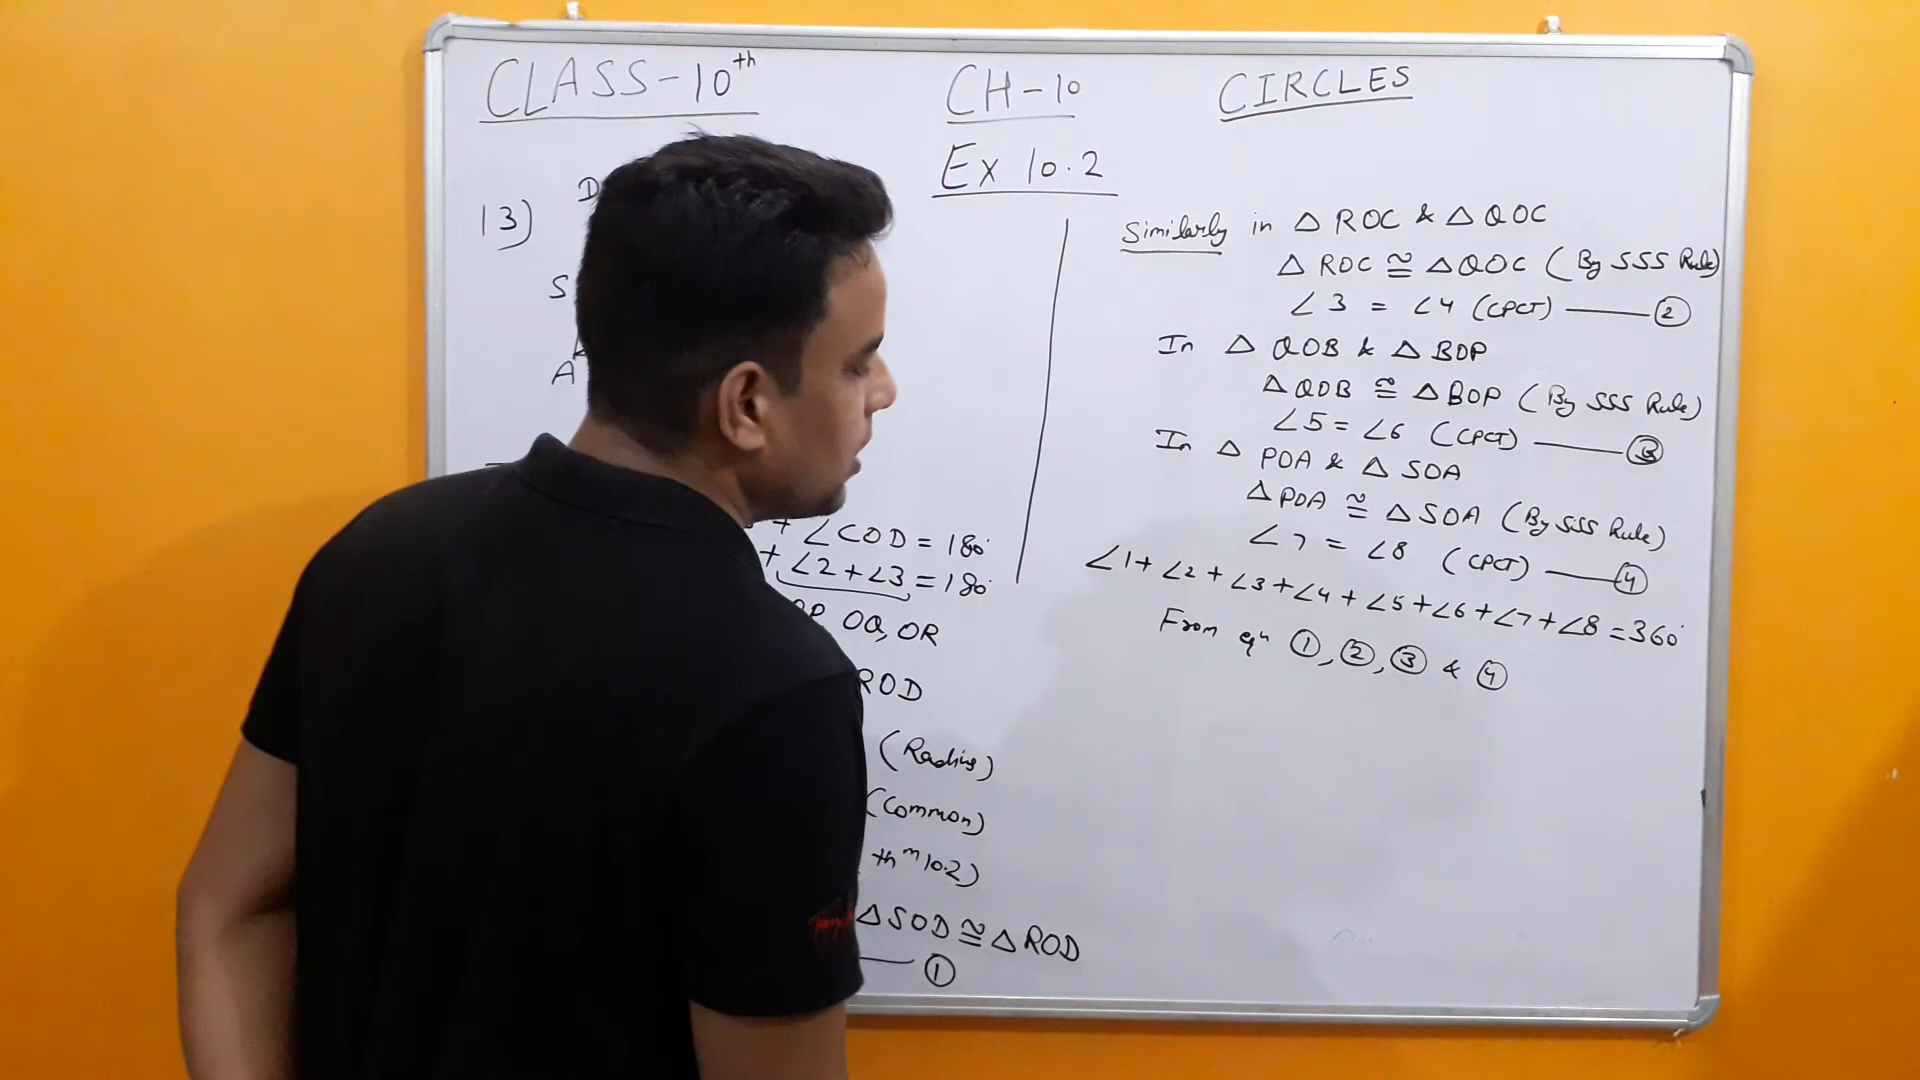 CLASS-10th CH-10 CIRCLES
Ex 10.2
13)
D
S
A
+ ∠COD = 180°
+ ∠2+∠3 = 180°
OP OQ, OR
ROD
(Radius)
(Common)
thm 10.2)
△SOD ≅ △ROD
①
Similarly in △ ROC & △ QOC
△ ROC ≅ △QOC (By SSS Rule)
∠3 = ∠4 (CPCT) ②
In △ QOB & △ BOP
△QOB ≅ △BOP (By SSS Rule)
∠5 = ∠6 (CPCT) ③
In △ POA & △ SOA
△POA ≅ △SOA (By SSS Rule)
∠7 = ∠8 (CPCT) ④
∠1+∠2+∠3+∠4+∠5+∠6+∠7+∠8=360°
From eqn ①,②,③ & ④